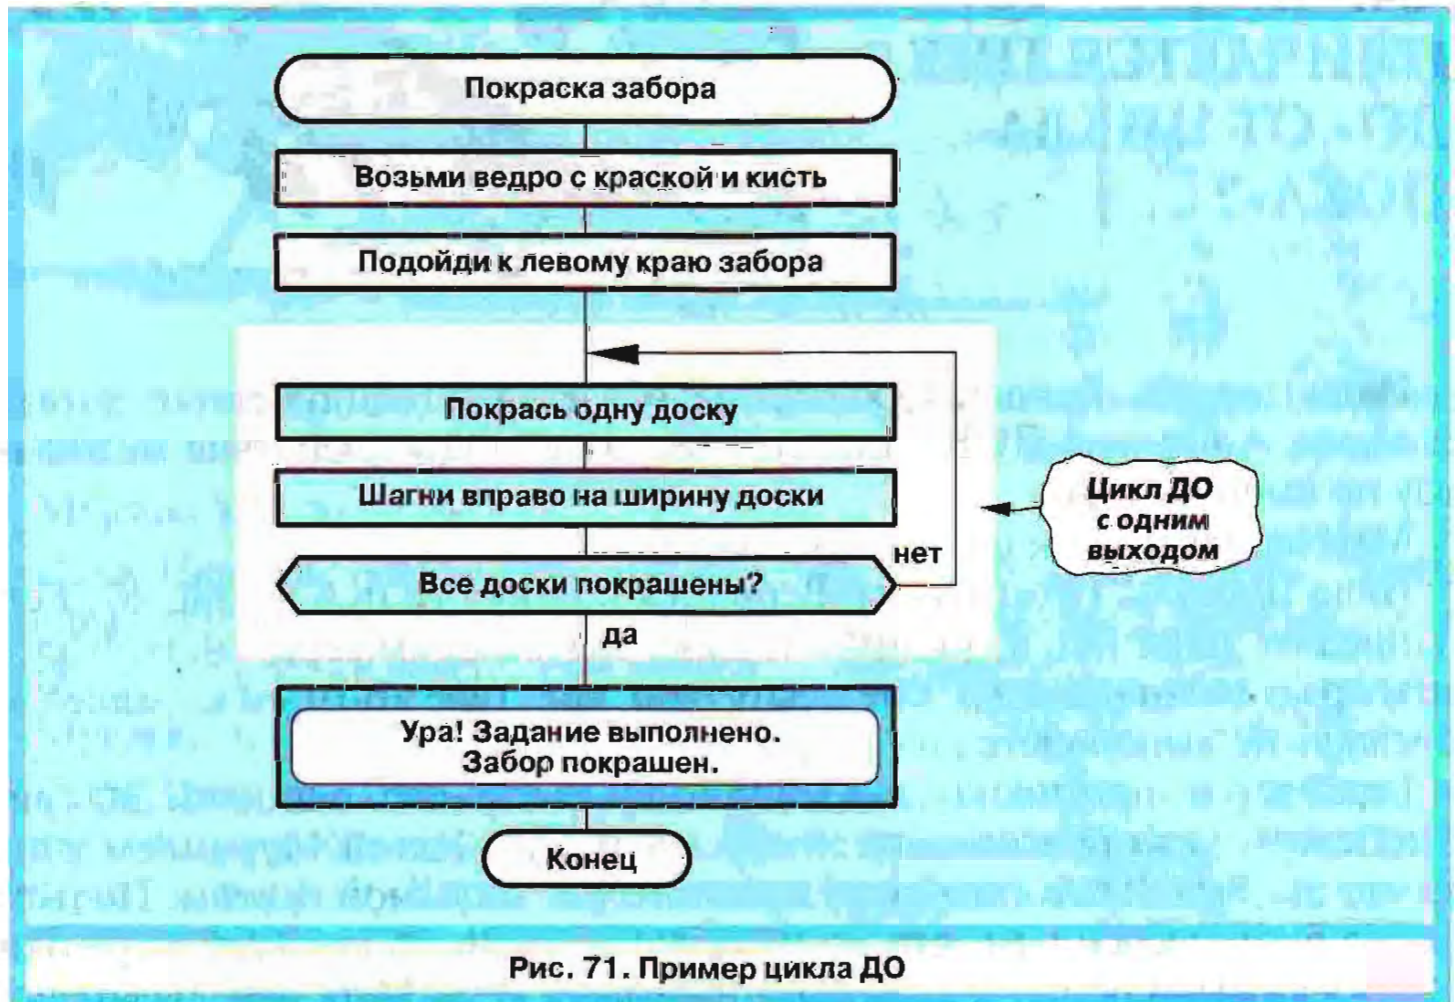 Покраска забора
Возьми ведро с краской и кисть
Подойди к левому краю забора
Покрась одну доску
Шагни вправо на ширину доски
нет
Все доски покрашены?
да
Цикл ДО
с одним
выходом
Ура! Задание выполнено.
Забор покрашен.
Конец
Рис. 71. Пример цикла ДО